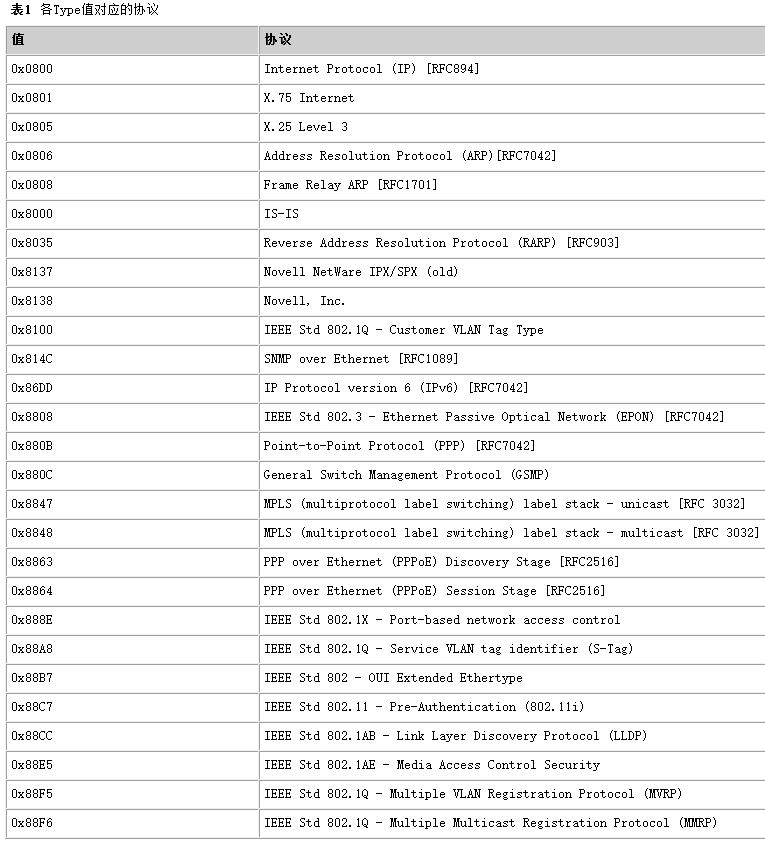 表1 各Type值对应的协议
值 协议
0x0800 Internet Protocol (IP) [RFC894]
0x0801 X.75 Internet
0x0805 X.25 Level 3
0x0806 Address Resolution Protocol (ARP)[RFC7042]
0x0808 Frame Relay ARP [RFC1701]
0x8000 IS-IS
0x8035 Reverse Address Resolution Protocol (RARP) [RFC903]
0x8137 Novell NetWare IPX/SPX (old)
0x8138 Novell, Inc.
0x8100 IEEE Std 802.1Q - Customer VLAN Tag Type
0x814C SNMP over Ethernet [RFC1089]
0x86DD IP Protocol version 6 (IPv6) [RFC7042]
0x8808 IEEE Std 802.3 - Ethernet Passive Optical Network (EPON) [RFC7042]
0x880B Point-to-Point Protocol (PPP) [RFC7042]
0x880C General Switch Management Protocol (GSMP)
0x8847 MPLS (multiprotocol label switching) label stack - unicast [RFC 3032]
0x8848 MPLS (multiprotocol label switching) label stack - multicast [RFC 3032]
0x8863 PPP over Ethernet (PPPoE) Discovery Stage [RFC2516]
0x8864 PPP over Ethernet (PPPoE) Session Stage [RFC2516]
0x888E IEEE Std 802.1X - Port-based network access control
0x88A8 IEEE Std 802.1Q - Service VLAN tag identifier (S-Tag)
0x88B7 IEEE Std 802 - OUI Extended Ethertype
0x88C7 IEEE Std 802.11 - Pre-Authentication (802.11i)
0x88CC IEEE Std 802.1AB - Link Layer Discovery Protocol (LLDP)
0x88E5 IEEE Std 802.1AE - Media Access Control Security
0x88F5 IEEE Std 802.1Q - Multiple VLAN Registration Protocol (MVRP)
0x88F6 IEEE Std 802.1Q - Multiple Multicast Registration Protocol (MMRP)